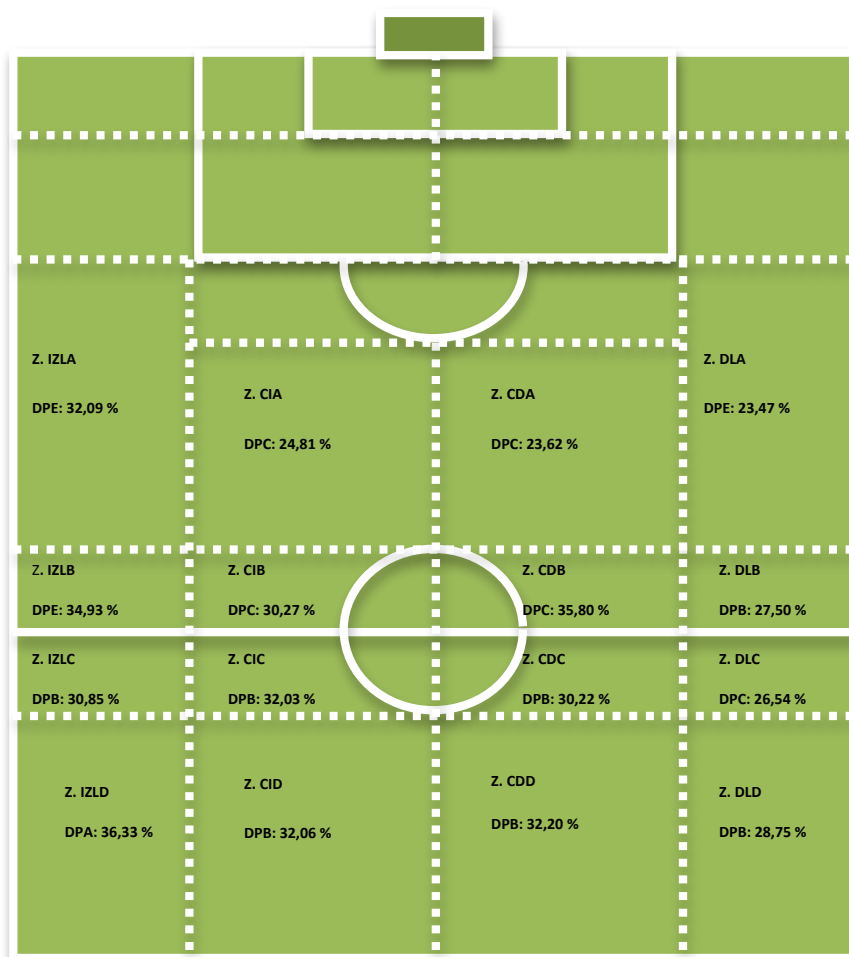 Z. IZLA
DPE: 32,09 %
Z. CIA
DPC: 24,81 %
Z. CDA
DPC: 23,62 %
Z. DLA
DPE: 23,47 %
Z. IZLB
DPE: 34,93 %
Z. CIB
DPC: 30,27 %
Z. CDB
DPC: 35,80 %
Z. DLB
DPB: 27,50 %
Z. IZLC
DPB: 30,85 %
Z. CIC
DPB: 32,03 %
Z. CDC
DPB: 30,22 %
Z. DLC
DPC: 26,54 %
Z. IZLD
DPA: 36,33 %
Z. CID
DPB: 32,06 %
Z. CDD
DPB: 32,20 %
Z. DLD
DPB: 28,75 %